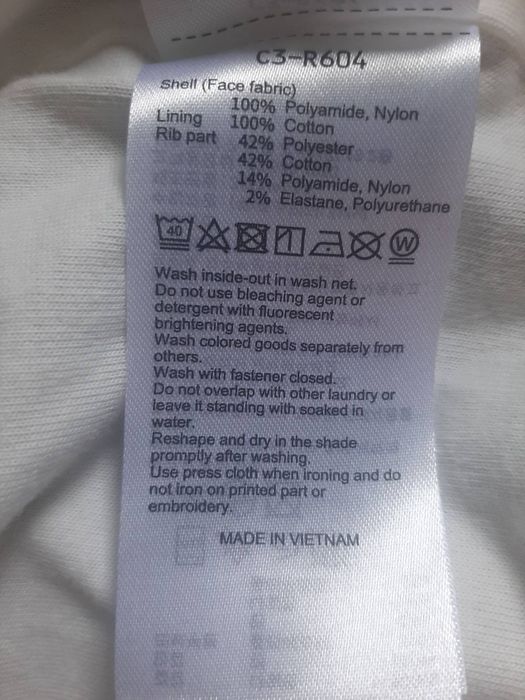 C3-R604
Shell (Face fabric)
100% Polyamide, Nylon
Lining 100% Cotton
Rib part 42% Polyester
42% Cotton
14% Polyamide, Nylon
2% Elastane, Polyurethane
40 W
Wash inside-out in wash net.
Do not use bleaching agent or
detergent with fluorescent
brightening agents.
Wash colored goods separately from
others.
Wash with fastener closed.
Do not overlap with other laundry or
leave it standing with soaked in
water.
Reshape and dry in the shade
promptly after washing.
Use press cloth when ironing and do
not iron on printed part or
embroidery.
MADE IN VIETNAM